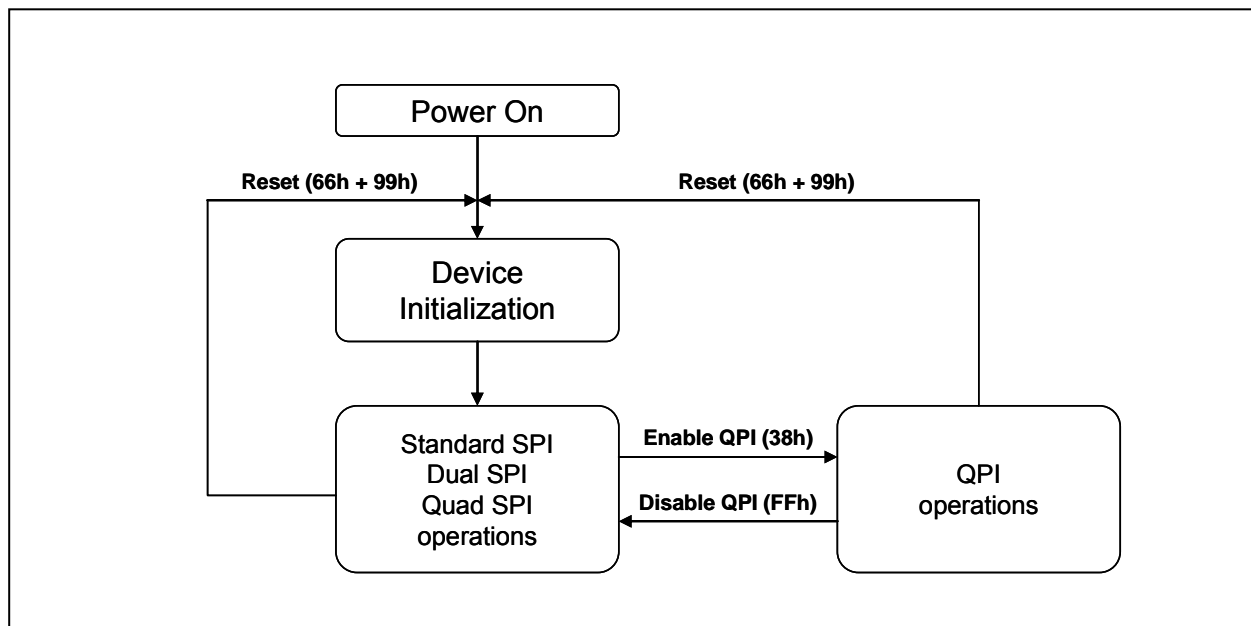 Power On
Reset (66h + 99h)
Reset (66h + 99h)
Device
Initialization
Standard SPI
Dual SPI
Quad SPI
operations
Enable QPI (38h)
Disable QPI (FFh)
QPI
operations